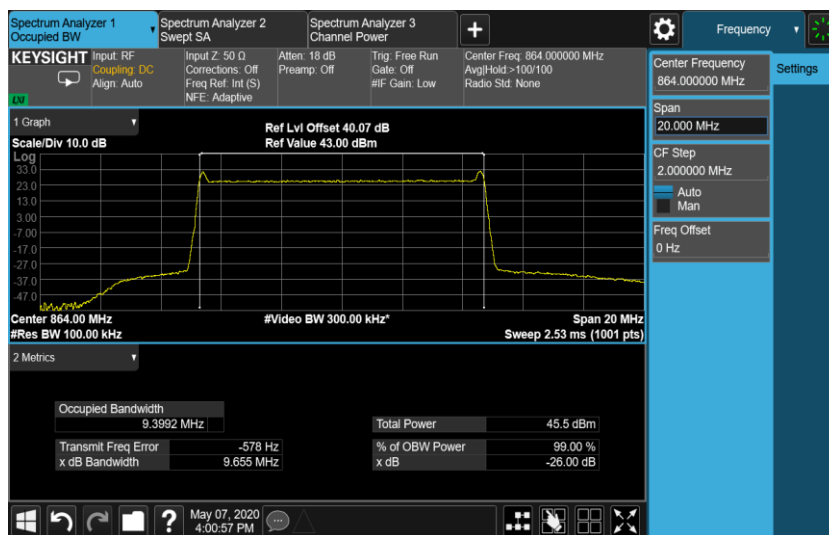 Spectrum Analyzer 1
Occupied BW
Spectrum Analyzer 2
Swept SA
Spectrum Analyzer 3
Channel Power
+
Frequency
KEYSIGHT
Input: RF
Coupling: DC
Align: Auto
Input Z: 50 Ω
Corrections: Off
Freq Ref: Int (S)
NFE: Adaptive
Atten: 18 dB
Preamp: Off
Trig: Free Run
Gate: Off
#IF Gain: Low
Center Freq: 864.000000 MHz
Avg|Hold:>100/100
Radio Std: None
LXI
Center Frequency
864.000000 MHz
Settings
Span
20.000 MHz
CF Step
2.000000 MHz
Auto
Man
Freq Offset
0 Hz
1 Graph
Scale/Div 10.0 dB
Ref Lvl Offset 40.07 dB
Ref Value 43.00 dBm
Log
33.0
23.0
13.0
3.00
-7.00
-17.0
-27.0
-37.0
-47.0
Center 864.00 MHz
#Res BW 100.00 kHz
#Video BW 300.00 kHz*
Span 20 MHz
Sweep 2.53 ms (1001 pts)
2 Metrics
Occupied Bandwidth
9.3992 MHz
Total Power 45.5 dBm
Transmit Freq Error -578 Hz
% of OBW Power 99.00 %
x dB Bandwidth 9.655 MHz
x dB -26.00 dB
?
May 07, 2020
4:00:57 PM